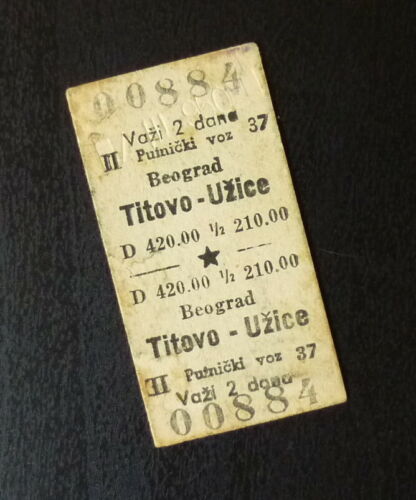 00884
Važi 2 dana
II Putnički voz 37
Beograd
Titovo - Užice
D 420.00 ½ 210.00
★
D 420.00 ½ 210.00
Beograd
Titovo - Užice
II Putnički voz 37
Važi 2 dana
00884